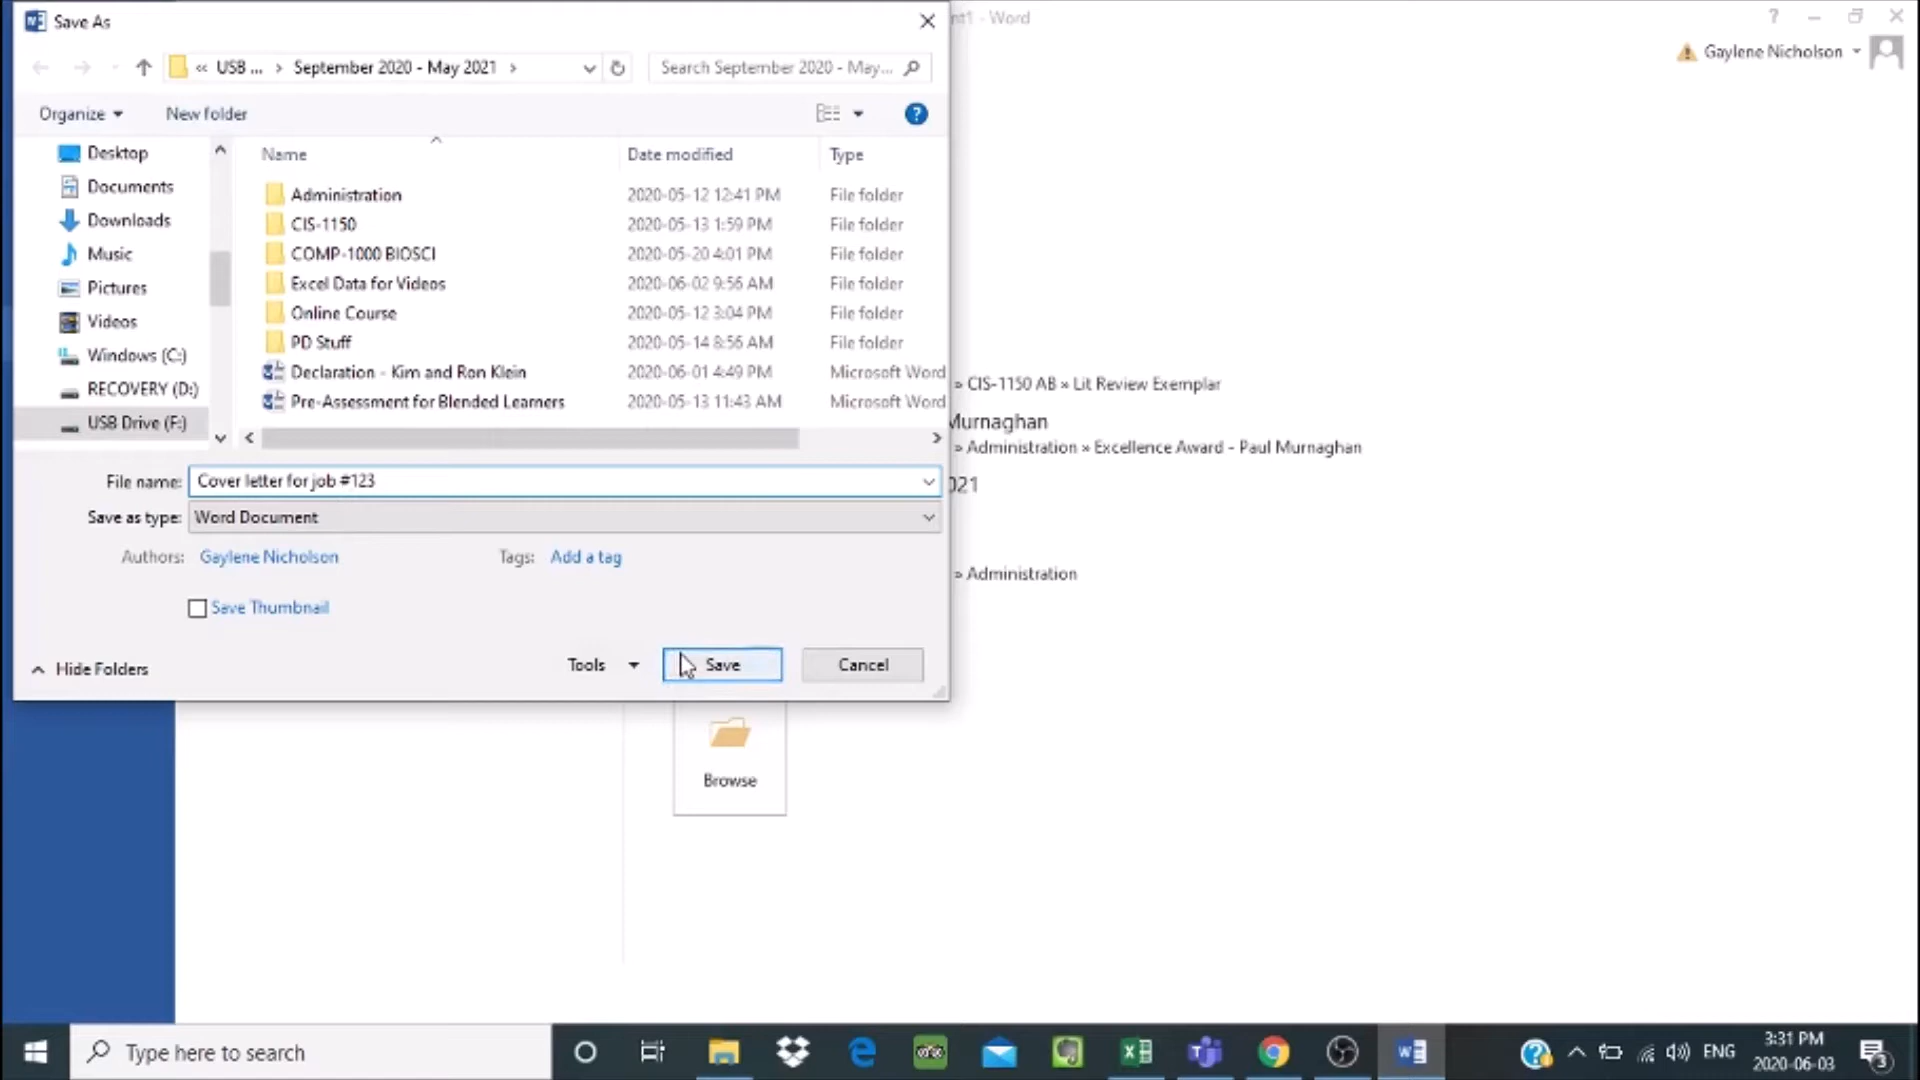 Save As
nt1 - Word
?
Gaylene Nicholson
« USB ... > September 2020 - May 2021 >
Search September 2020 - May...
Organize
New folder
?
Desktop
Documents
Downloads
Music
Pictures
Videos
Windows (C:)
RECOVERY (D:)
USB Drive (F:)
Name Date modified Type
Administration 2020-05-12 12:41 PM File folder
CIS-1150 2020-05-13 1:59 PM File folder
COMP-1000 BIOSCI 2020-05-20 4:01 PM File folder
Excel Data for Videos 2020-06-02 9:56 AM File folder
Online Course 2020-05-12 3:04 PM File folder
PD Stuff 2020-05-14 8:56 AM File folder
Declaration - Kim and Ron Klein 2020-06-01 4:49 PM Microsoft Word
Pre-Assessment for Blended Learners 2020-05-13 11:43 AM Microsoft Word
» CIS-1150 AB » Lit Review Exemplar
Murnaghan
» Administration » Excellence Award - Paul Murnaghan
021
» Administration
File name: Cover letter for job #123
Save as type: Word Document
Authors: Gaylene Nicholson
Tags: Add a tag
Save Thumbnail
Hide Folders
Tools
Save
Cancel
Browse
Type here to search
ENG
3:31 PM
2020-06-03
3